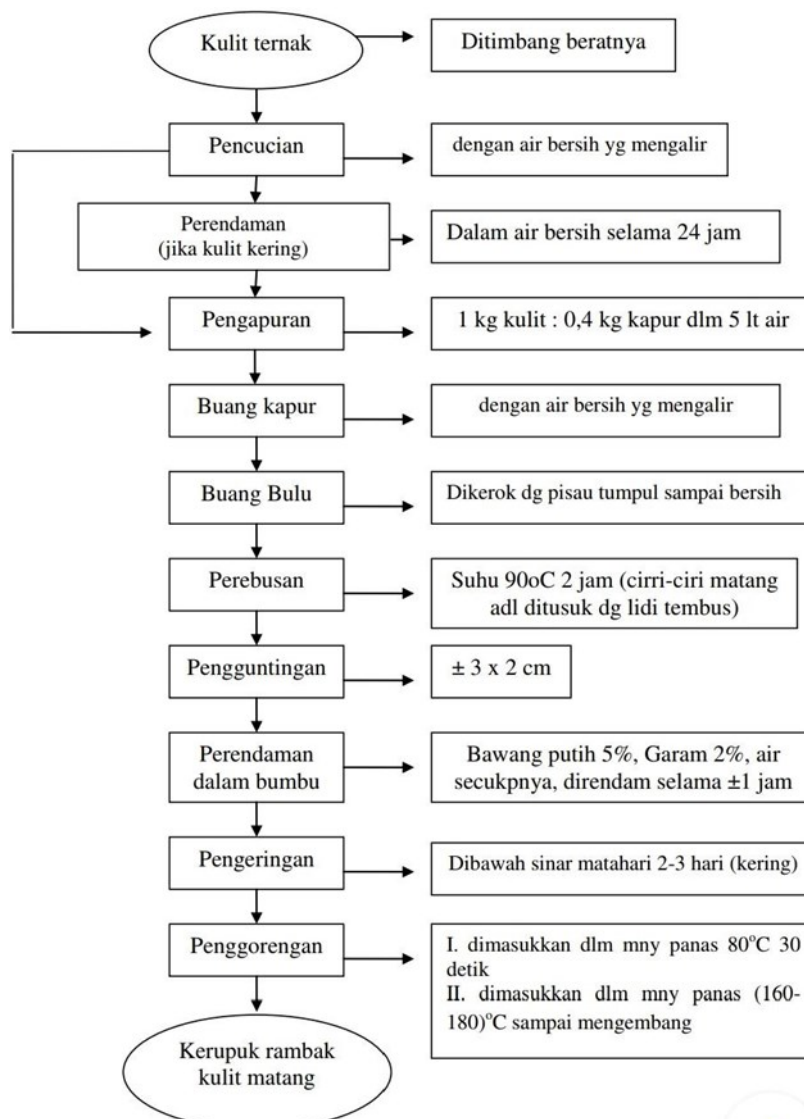 Kulit ternak
Ditimbang beratnya
Pencucian
dengan air bersih yg mengalir
Perendaman
(jika kulit kering)
Dalam air bersih selama 24 jam
Pengapuran
1 kg kulit : 0,4 kg kapur dlm 5 lt air
Buang kapur
dengan air bersih yg mengalir
Buang Bulu
Dikerok dg pisau tumpul sampai bersih
Perebusan
Suhu 90oC 2 jam (cirri-ciri matang
adl ditusuk dg lidi tembus)
Pengguntingan
± 3 x 2 cm
Perendaman
dalam bumbu
Bawang putih 5%, Garam 2%, air
secukpnya, direndam selama ±1 jam
Pengeringan
Dibawah sinar matahari 2-3 hari (kering)
Penggorengan
I. dimasukkan dlm mny panas 80°C 30
detik
II. dimasukkan dlm mny panas (160-
180)°C sampai mengembang
Kerupuk rambak
kulit matang